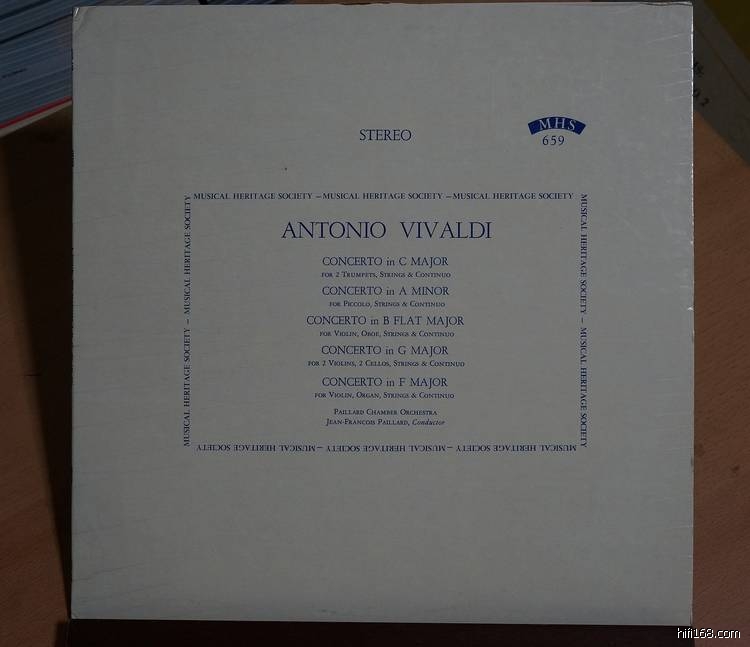 MHS
STEREO
659
MUSICAL HERITAGE SOCIETY – MUSICAL HERITAGE SOCIETY – MUSICAL HERITAGE SOCIETY
MUSICAL HERITAGE SOCIETY – MUSICAL HERITAGE SOCIETY
MUSICAL HERITAGE SOCIETY – MUSICAL HERITAGE SOCIETY
ANTONIO VIVALDI
CONCERTO in C MAJOR
FOR 2 TRUMPETS, STRINGS & CONTINUO
CONCERTO in A MINOR
FOR PICCOLO, STRINGS & CONTINUO
CONCERTO in B FLAT MAJOR
FOR VIOLIN, OBOE, STRINGS & CONTINUO
CONCERTO in G MAJOR
FOR 2 VIOLINS, 2 CELLOS, STRINGS & CONTINUO
CONCERTO in F MAJOR
FOR VIOLIN, ORGAN, STRINGS & CONTINUO
PAILLARD CHAMBER ORCHESTRA
JEAN-FRANCOIS PAILLARD, Conductor
MUSICAL HERITAGE SOCIETY – MUSICAL HERITAGE SOCIETY – MUSICAL HERITAGE SOCIETY
hifi168.com